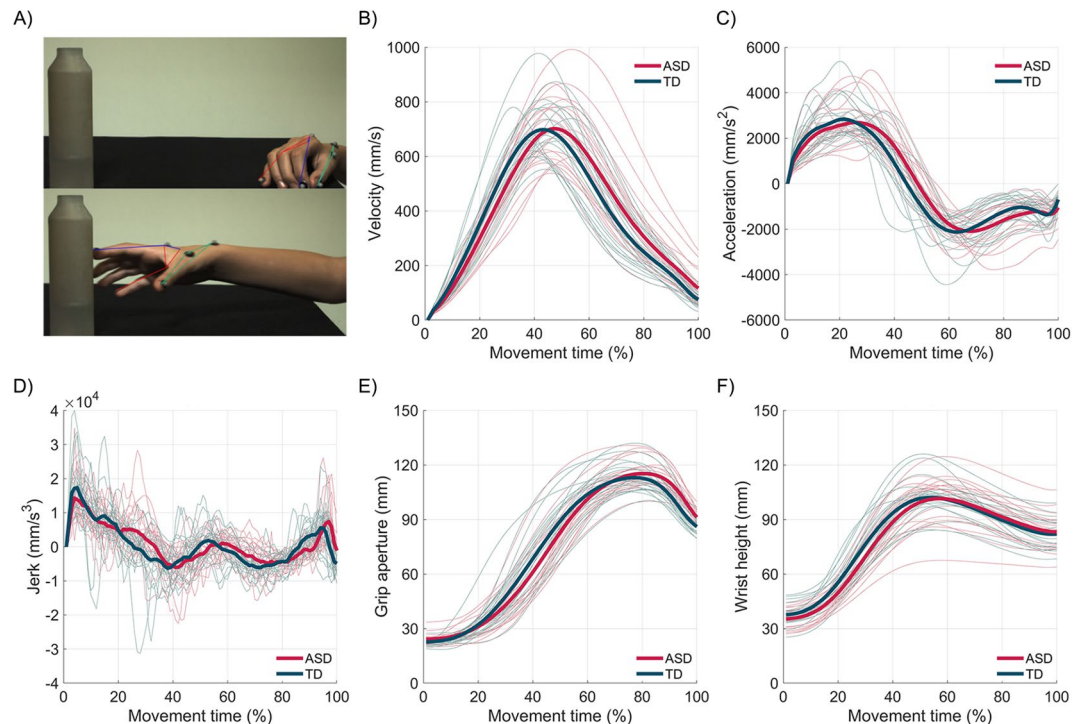 A)
B)
1000
800
600
400
200
0
Velocity (mm/s)
0 20 40 60 80 100
Movement time (%)
ASD
TD
C)
6000
4000
2000
0
-2000
-4000
-6000
Acceleration (mm/s²)
0 20 40 60 80 100
Movement time (%)
ASD
TD
D)
×10⁴
4
3
2
1
0
-1
-2
-3
-4
Jerk (mm/s³)
0 20 40 60 80 100
Movement time (%)
ASD
TD
E)
150
120
90
60
30
0
Grip aperture (mm)
0 20 40 60 80 100
Movement time (%)
ASD
TD
F)
150
120
90
60
30
0
Wrist height (mm)
0 20 40 60 80 100
Movement time (%)
ASD
TD